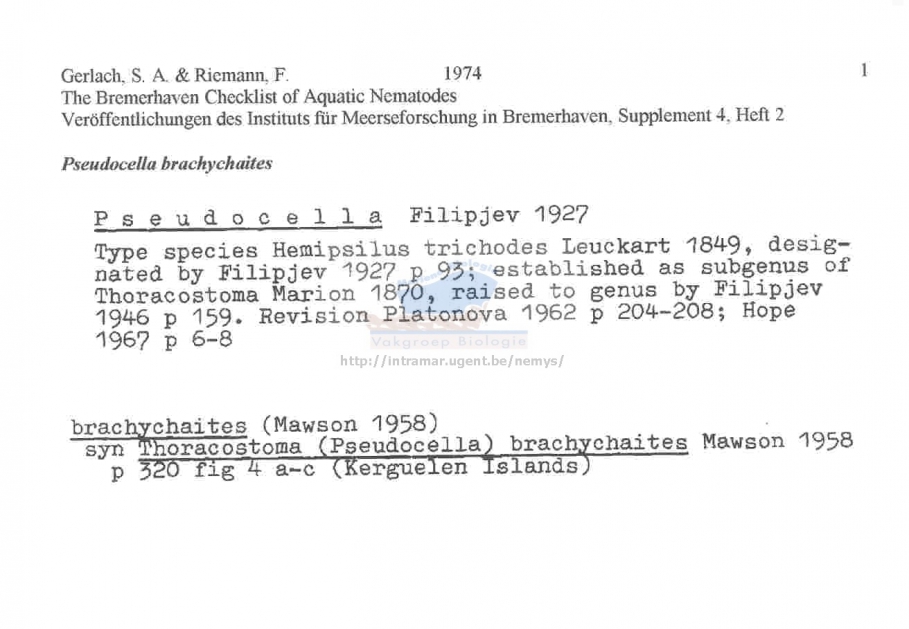 Gerlach, S. A. & Riemann, F. 1974 1
The Bremerhaven Checklist of Aquatic Nematodes
Veröffentlichungen des Instituts für Meerseforschung in Bremerhaven, Supplement 4, Heft 2
Pseudocella brachychaites
P s e u d o c e l l a Filipjev 1927
Type species Hemipsilus trichodes Leuckart 1849, desig-
nated by Filipjev 1927 p 93; established as subgenus of
Thoracostoma Marion 1870, raised to genus by Filipjev
1946 p 159. Revision Platonova 1962 p 204-208; Hope
1967 p 6-8
Vakgroep Biologie
http://intramar.ugent.be/nemys/
brachychaites (Mawson 1958)
syn Thoracostoma (Pseudocella) brachychaites Mawson 1958
p 320 fig 4 a-c (Kerguelen Islands)